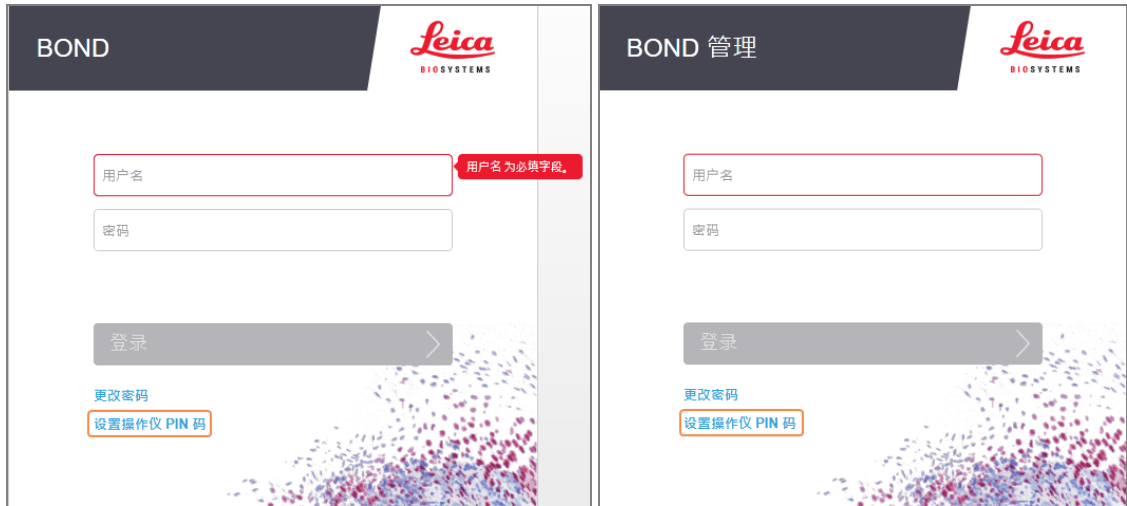 BOND
Leica
BIOSYSTEMS
用户名
用户名 为必填字段。
密码
登录
更改密码
设置操作仪 PIN 码
BOND 管理
Leica
BIOSYSTEMS
用户名
密码
登录
更改密码
设置操作仪 PIN 码